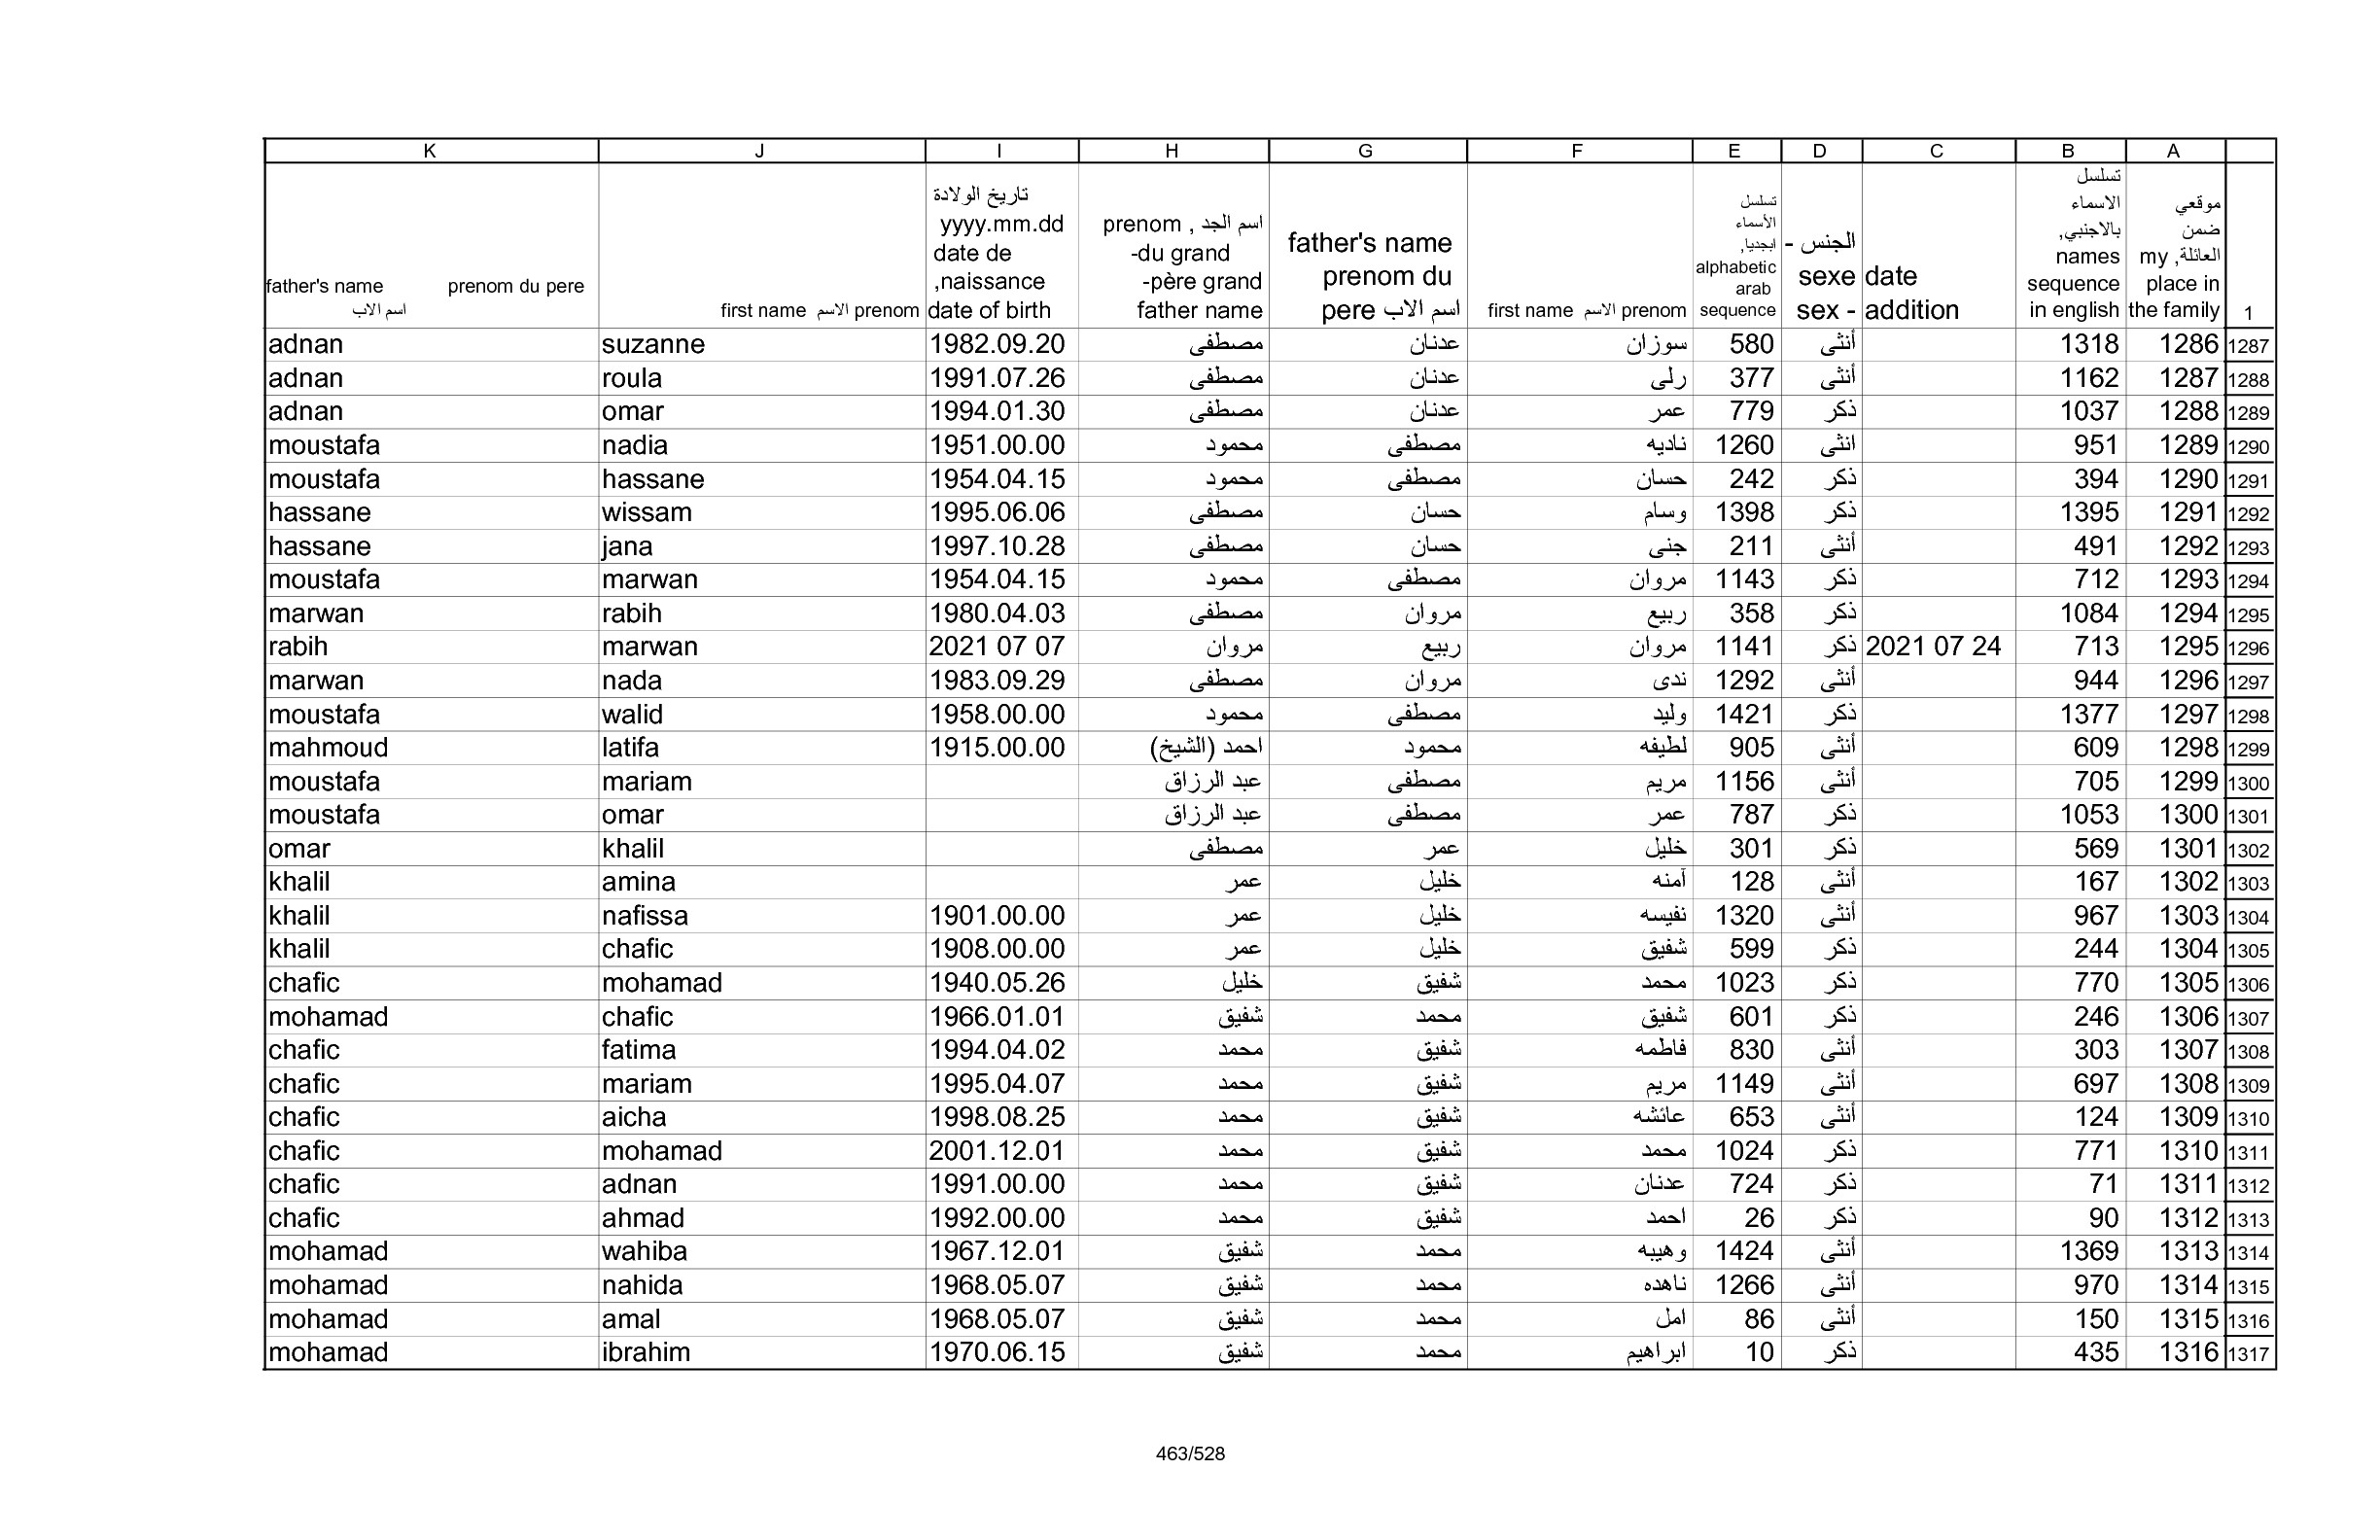 K J I H G F E D C B A
father's name prenom du pere اسم الاب
first name الاسم prenom
تاريخ الولادة yyyy.mm.dd date de naissance, date of birth
اسم الجد , prenom du grand- père grand- father name
father's name prenom du pere اسم الاب
first name الاسم prenom
تسلسل الأسماء ابجديا, alphabetic arab sequence
الجنس - sexe sex -
date addition
تسلسل الاسماء بالاجنبي, names sequence in english
موقعي ضمن العائلة, my place in the family
1
adnan suzanne 1982.09.20 مصطفى عدنان سوزان 580 أنثى 1318 1286 1287
adnan roula 1991.07.26 مصطفى عدنان رلى 377 أنثى 1162 1287 1288
adnan omar 1994.01.30 مصطفى عدنان عمر 779 ذكر 1037 1288 1289
moustafa nadia 1951.00.00 محمود مصطفى ناديه 1260 انثى 951 1289 1290
moustafa hassane 1954.04.15 محمود مصطفى حسان 242 ذكر 394 1290 1291
hassane wissam 1995.06.06 مصطفى حسان وسام 1398 ذكر 1395 1291 1292
hassane jana 1997.10.28 مصطفى حسان جنى 211 أنثى 491 1292 1293
moustafa marwan 1954.04.15 محمود مصطفى مروان 1143 ذكر 712 1293 1294
marwan rabih 1980.04.03 مصطفى مروان ربيع 358 ذكر 1084 1294 1295
rabih marwan 2021 07 07 مروان ربيع مروان 1141 ذكر 2021 07 24 713 1295 1296
marwan nada 1983.09.29 مصطفى مروان ندى 1292 أنثى 944 1296 1297
moustafa walid 1958.00.00 محمود مصطفى وليد 1421 ذكر 1377 1297 1298
mahmoud latifa 1915.00.00 احمد (الشيخ) محمود لطيفه 905 أنثى 609 1298 1299
moustafa mariam عبد الرزاق مصطفى مريم 1156 أنثى 705 1299 1300
moustafa omar عبد الرزاق مصطفى عمر 787 ذكر 1053 1300 1301
omar khalil مصطفى عمر خليل 301 ذكر 569 1301 1302
khalil amina عمر خليل آمنه 128 أنثى 167 1302 1303
khalil nafissa 1901.00.00 عمر خليل نفيسه 1320 أنثى 967 1303 1304
khalil chafic 1908.00.00 عمر خليل شفيق 599 ذكر 244 1304 1305
chafic mohamad 1940.05.26 خليل شفيق محمد 1023 ذكر 770 1305 1306
mohamad chafic 1966.01.01 شفيق محمد شفيق 601 ذكر 246 1306 1307
chafic fatima 1994.04.02 محمد شفيق فاطمه 830 أنثى 303 1307 1308
chafic mariam 1995.04.07 محمد شفيق مريم 1149 أنثى 697 1308 1309
chafic aicha 1998.08.25 محمد شفيق عائشه 653 أنثى 124 1309 1310
chafic mohamad 2001.12.01 محمد شفيق محمد 1024 ذكر 771 1310 1311
chafic adnan 1991.00.00 محمد شفيق عدنان 724 ذكر 71 1311 1312
chafic ahmad 1992.00.00 محمد شفيق احمد 26 ذكر 90 1312 1313
mohamad wahiba 1967.12.01 شفيق محمد وهيبه 1424 أنثى 1369 1313 1314
mohamad nahida 1968.05.07 شفيق محمد ناهده 1266 أنثى 970 1314 1315
mohamad amal 1968.05.07 شفيق محمد امل 86 أنثى 150 1315 1316
mohamad ibrahim 1970.06.15 شفيق محمد ابراهيم 10 ذكر 435 1316 1317
463/528